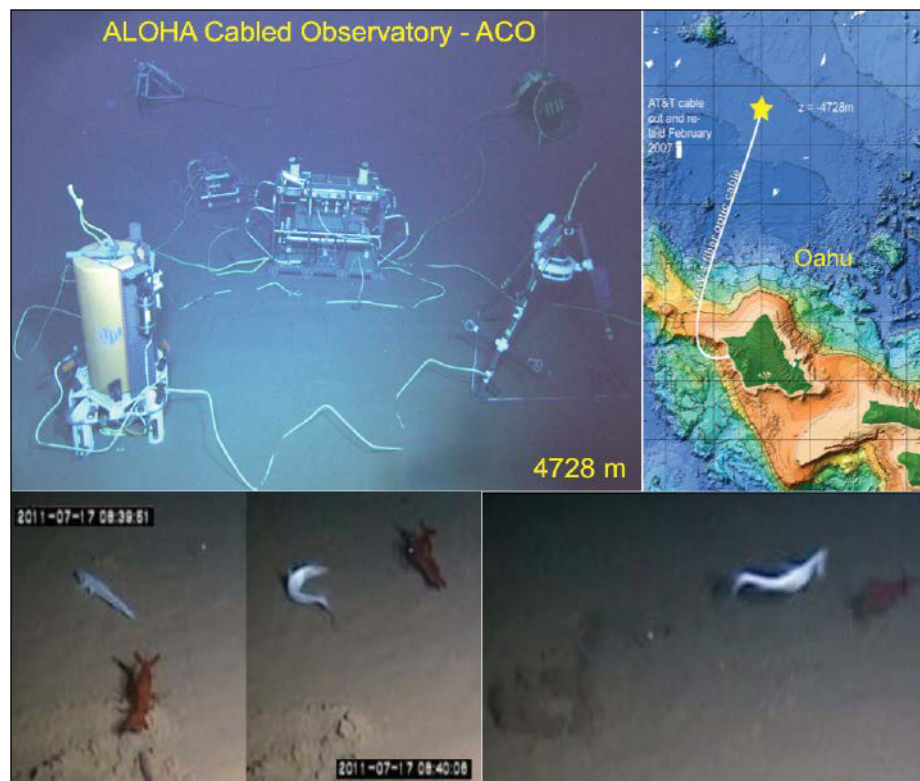 ALOHA Cabled Observatory - ACO
4728 m
AT&T cable
cut and re-
laid February
2007
z = -4728m
fiber optic cable
Oahu
2011-07-17 08:39:51
2011-07-17 08:40:08